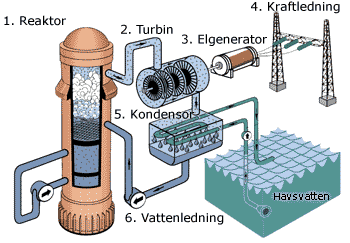 1. Reaktor
2. Turbin
3. Elgenerator
4. Kraftledning
5. Kondensor
6. Vattenledning
Havsvatten